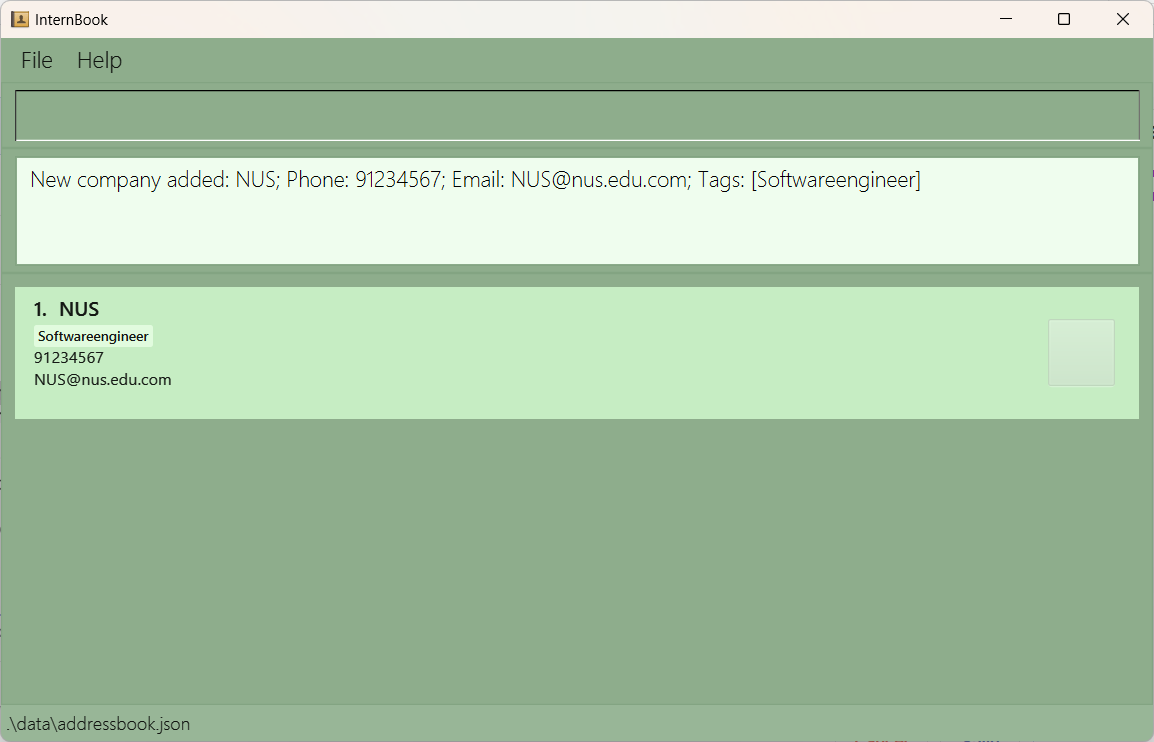 InternBook
File Help
New company added: NUS; Phone: 91234567; Email: NUS@nus.edu.com; Tags: [Softwareengineer]
1. NUS
Softwareengineer
91234567
NUS@nus.edu.com
.\data\addressbook.json